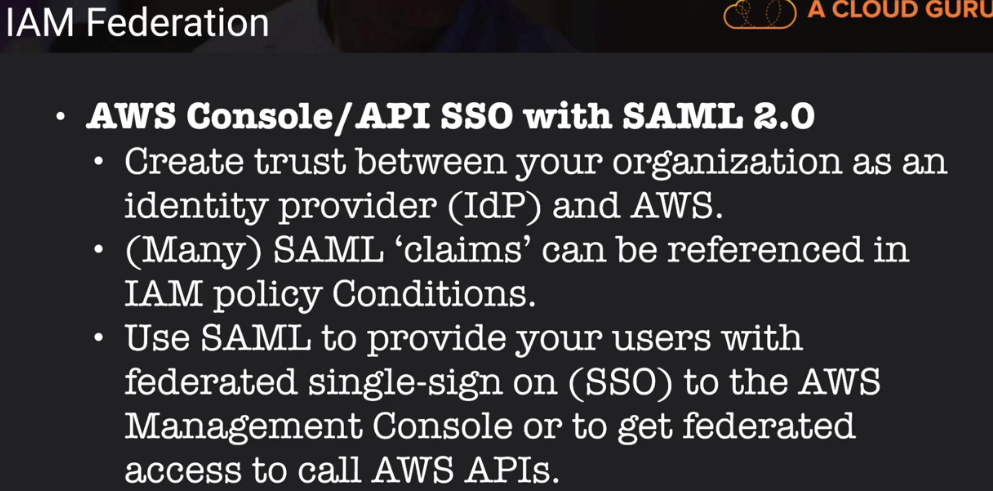 IAM Federation
A CLOUD GURU
• AWS Console/API SSO with SAML 2.0
• Create trust between your organization as an
identity provider (IdP) and AWS.
• (Many) SAML ‘claims’ can be referenced in
IAM policy Conditions.
• Use SAML to provide your users with
federated single-sign on (SSO) to the AWS
Management Console or to get federated
access to call AWS APIs.